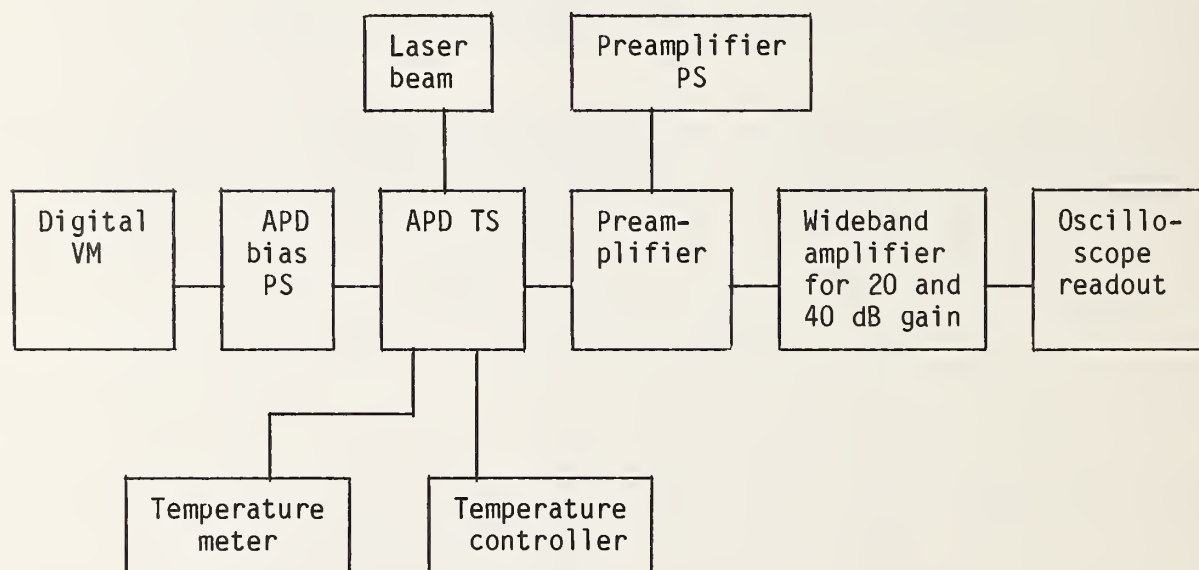 Laser
beam
Preamplifier
PS
Digital
VM
APD
bias
PS
APD TS
Pream-
plifier
Wideband
amplifier
for 20 and
40 dB gain
Oscillo-
scope
readout
Temperature
meter
Temperature
controller